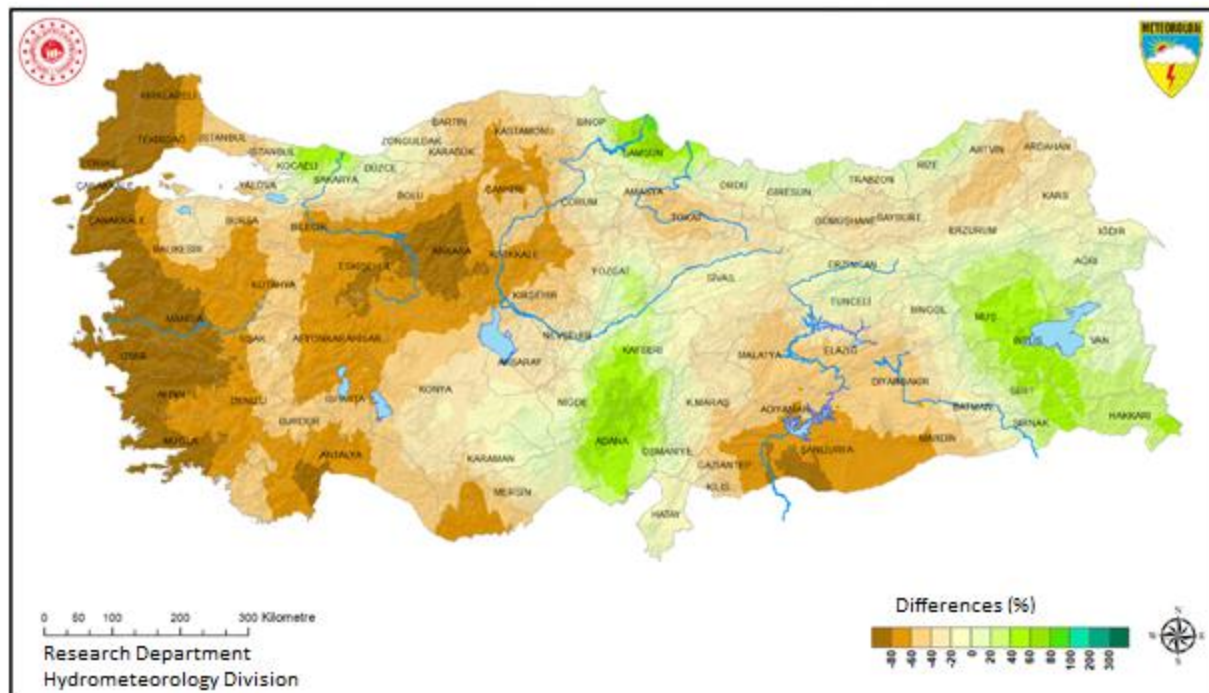 METEOROLOJİ
KIRKLARELİ
TEKİRDAĞ
İSTANBUL
EDİRNE
ÇANAKKALE
İSTANBUL
KOCAELİ
YALOVA
SAKARYA
DÜZCE
ZONGULDAK
BARTIN
KARABÜK
KASTAMONU
SİNOP
SAMSUN
BOLU
ÇANKIRI
ÇORUM
AMASYA
ORDU
GİRESUN
TRABZON
RİZE
ARTVİN
ARDAHAN
ÇANAKKALE
BURSA
BİLECİK
BALIKESİR
ESKİŞEHİR
ANKARA
KIRIKKALE
TOKAT
GÜMÜŞHANE
BAYBURT
ERZURUM
KARS
IĞDIR
AĞRI
KÜTAHYA
YOZGAT
SİVAS
ERZİNCAN
TUNCELİ
BİNGÖL
MUŞ
MANİSA
UŞAK
AFYONKARAHİSAR
KIRŞEHİR
NEVŞEHİR
KAYSERİ
MALATYA
ELAZIĞ
BİTLİS
VAN
İZMİR
AKSARAY
KONYA
NİĞDE
K.MARAŞ
ADIYAMAN
DİYARBAKIR
BATMAN
SİİRT
ŞIRNAK
HAKKARİ
AYDIN
DENİZLİ
ISPARTA
BURDUR
MUĞLA
ANTALYA
KARAMAN
MERSİN
ADANA
OSMANİYE
GAZİANTEP
KİLİS
ŞANLIURFA
MARDİN
HATAY
0 50 100 200 300 Kilometre
Research Department
Hydrometeorology Division
Differences (%)
-80 -60 -40 -20 0 20 40 60 80 100 200 300